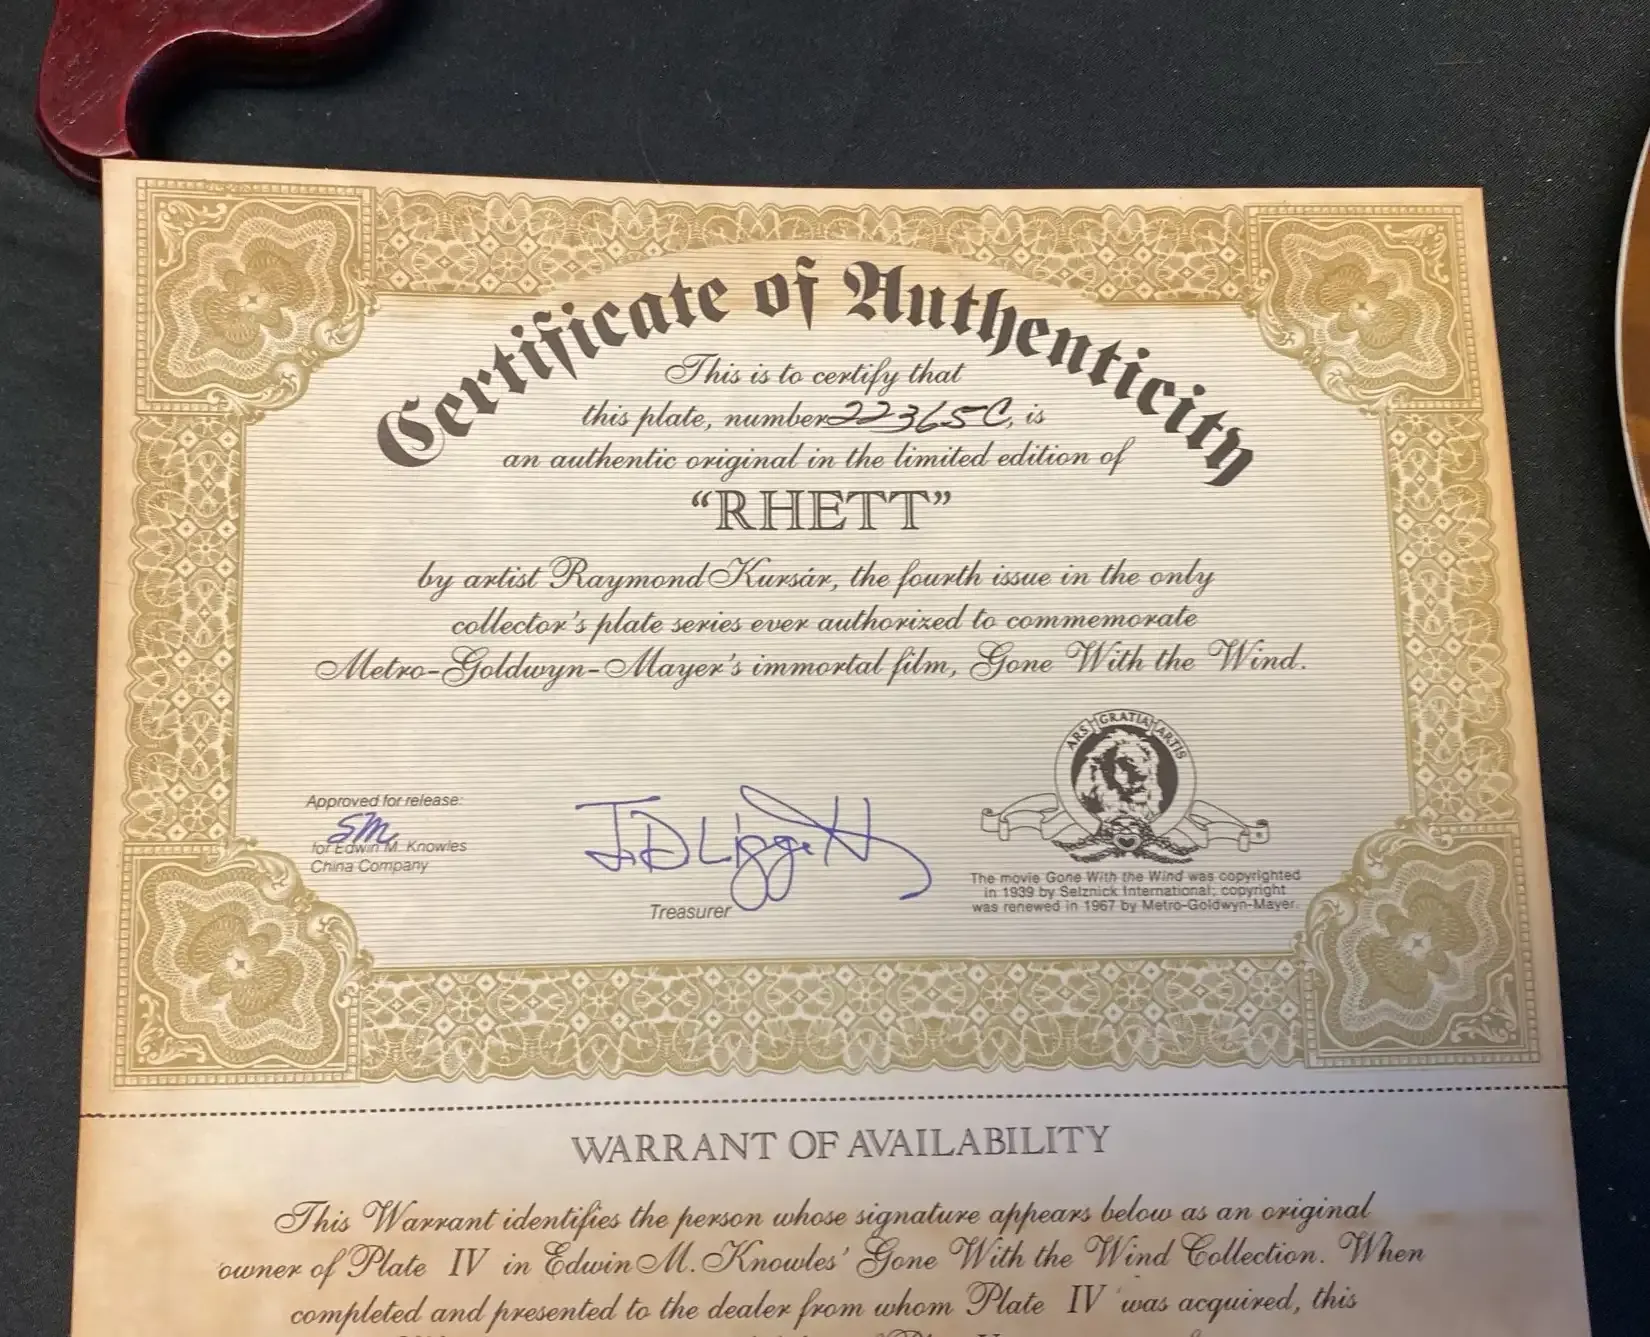 Certificate of Authenticity
This is to certify that
this plate, number 22365C, is
an authentic original in the limited edition of
“RHETT”
by artist Raymond Kursár, the fourth issue in the only
collector's plate series ever authorized to commemorate
Metro-Goldwyn-Mayer's immortal film, Gone With the Wind.
Approved for release:
SM
for Edwin M. Knowles
China Company
J.D Liggett
Treasurer
ARS GRATIA ARTIS
The movie Gone With the Wind was copyrighted
in 1939 by Selznick International; copyright
was renewed in 1967 by Metro-Goldwyn-Mayer.
WARRANT OF AVAILABILITY
This Warrant identifies the person whose signature appears below as an original
owner of Plate IV in Edwin M. Knowles' Gone With the Wind Collection. When
completed and presented to the dealer from whom Plate IV was acquired, this